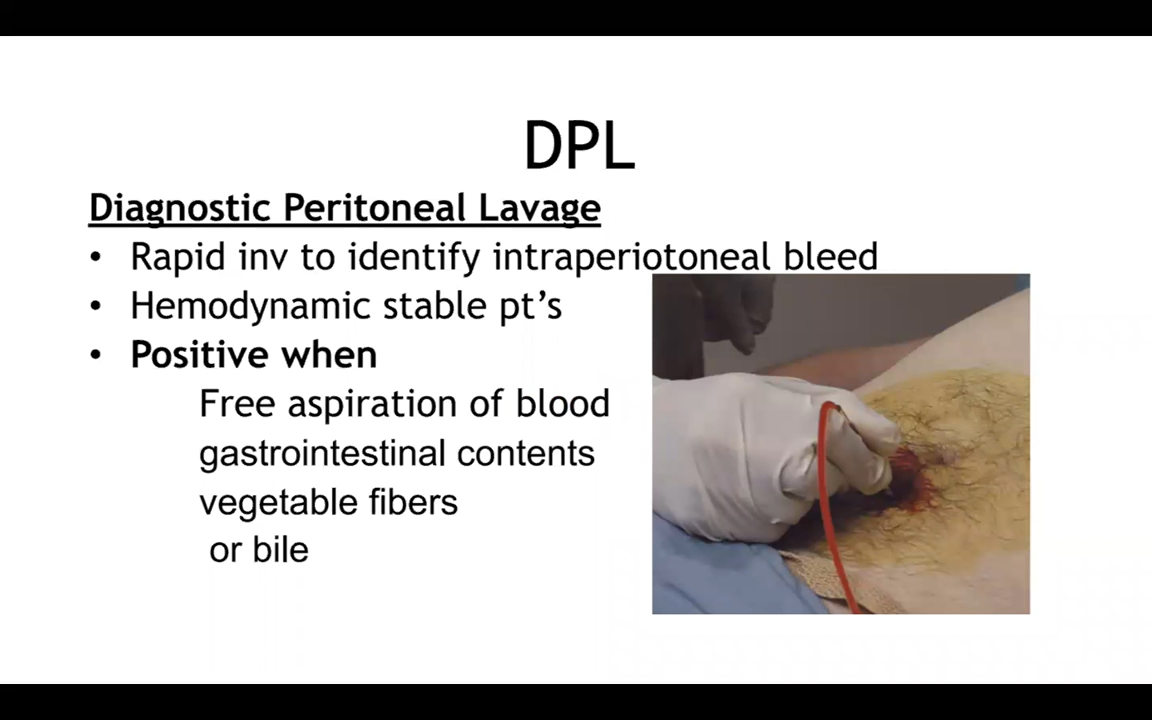 DPL
Diagnostic Peritoneal Lavage
• Rapid inv to identify intraperiotoneal bleed
• Hemodynamic stable pt’s
• Positive when
Free aspiration of blood
gastrointestinal contents
vegetable fibers
or bile